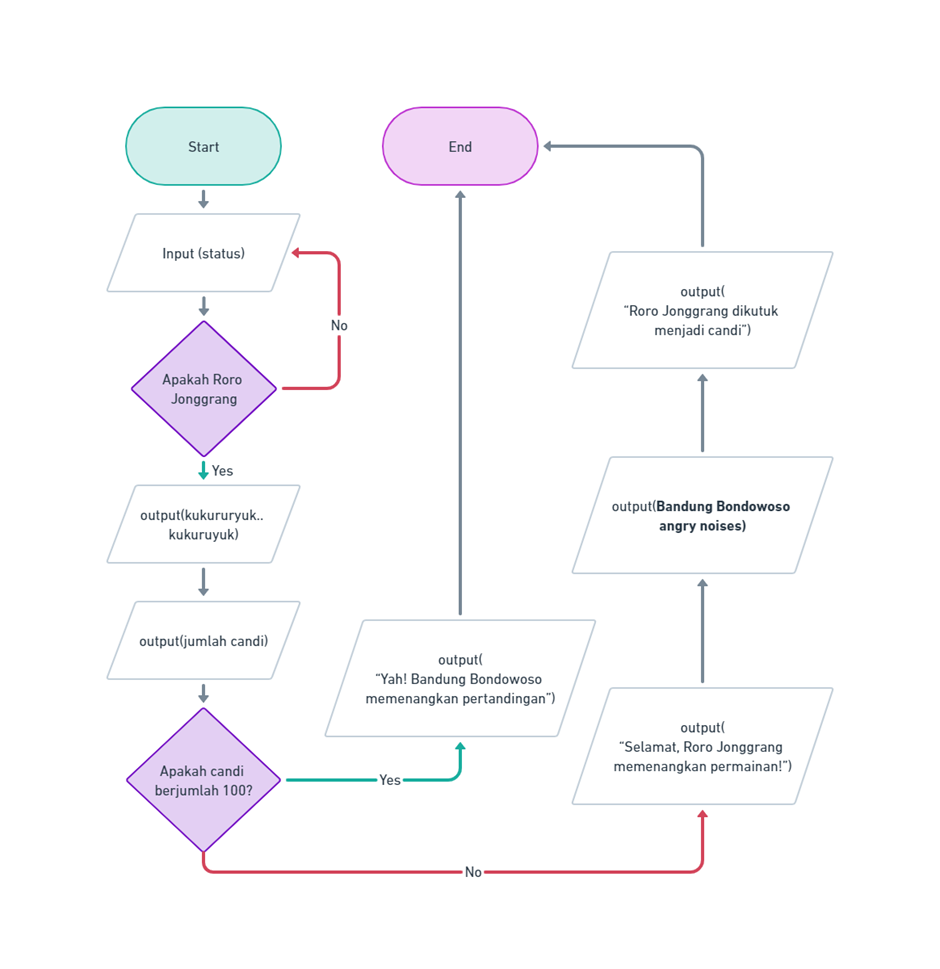 Start
Input (status)
No
Apakah Roro
Jonggrang
Yes
output(kukururyuk..
kukuruyuk)
output(jumlah candi)
Apakah candi
berjumlah 100?
Yes
No
output(
“Yah! Bandung Bondowoso
memenangkan pertandingan”)
End
output(
“Selamat, Roro Jonggrang
memenangkan permainan!”)
output(Bandung Bondowoso
angry noises)
output(
“Roro Jonggrang dikutuk
menjadi candi”)